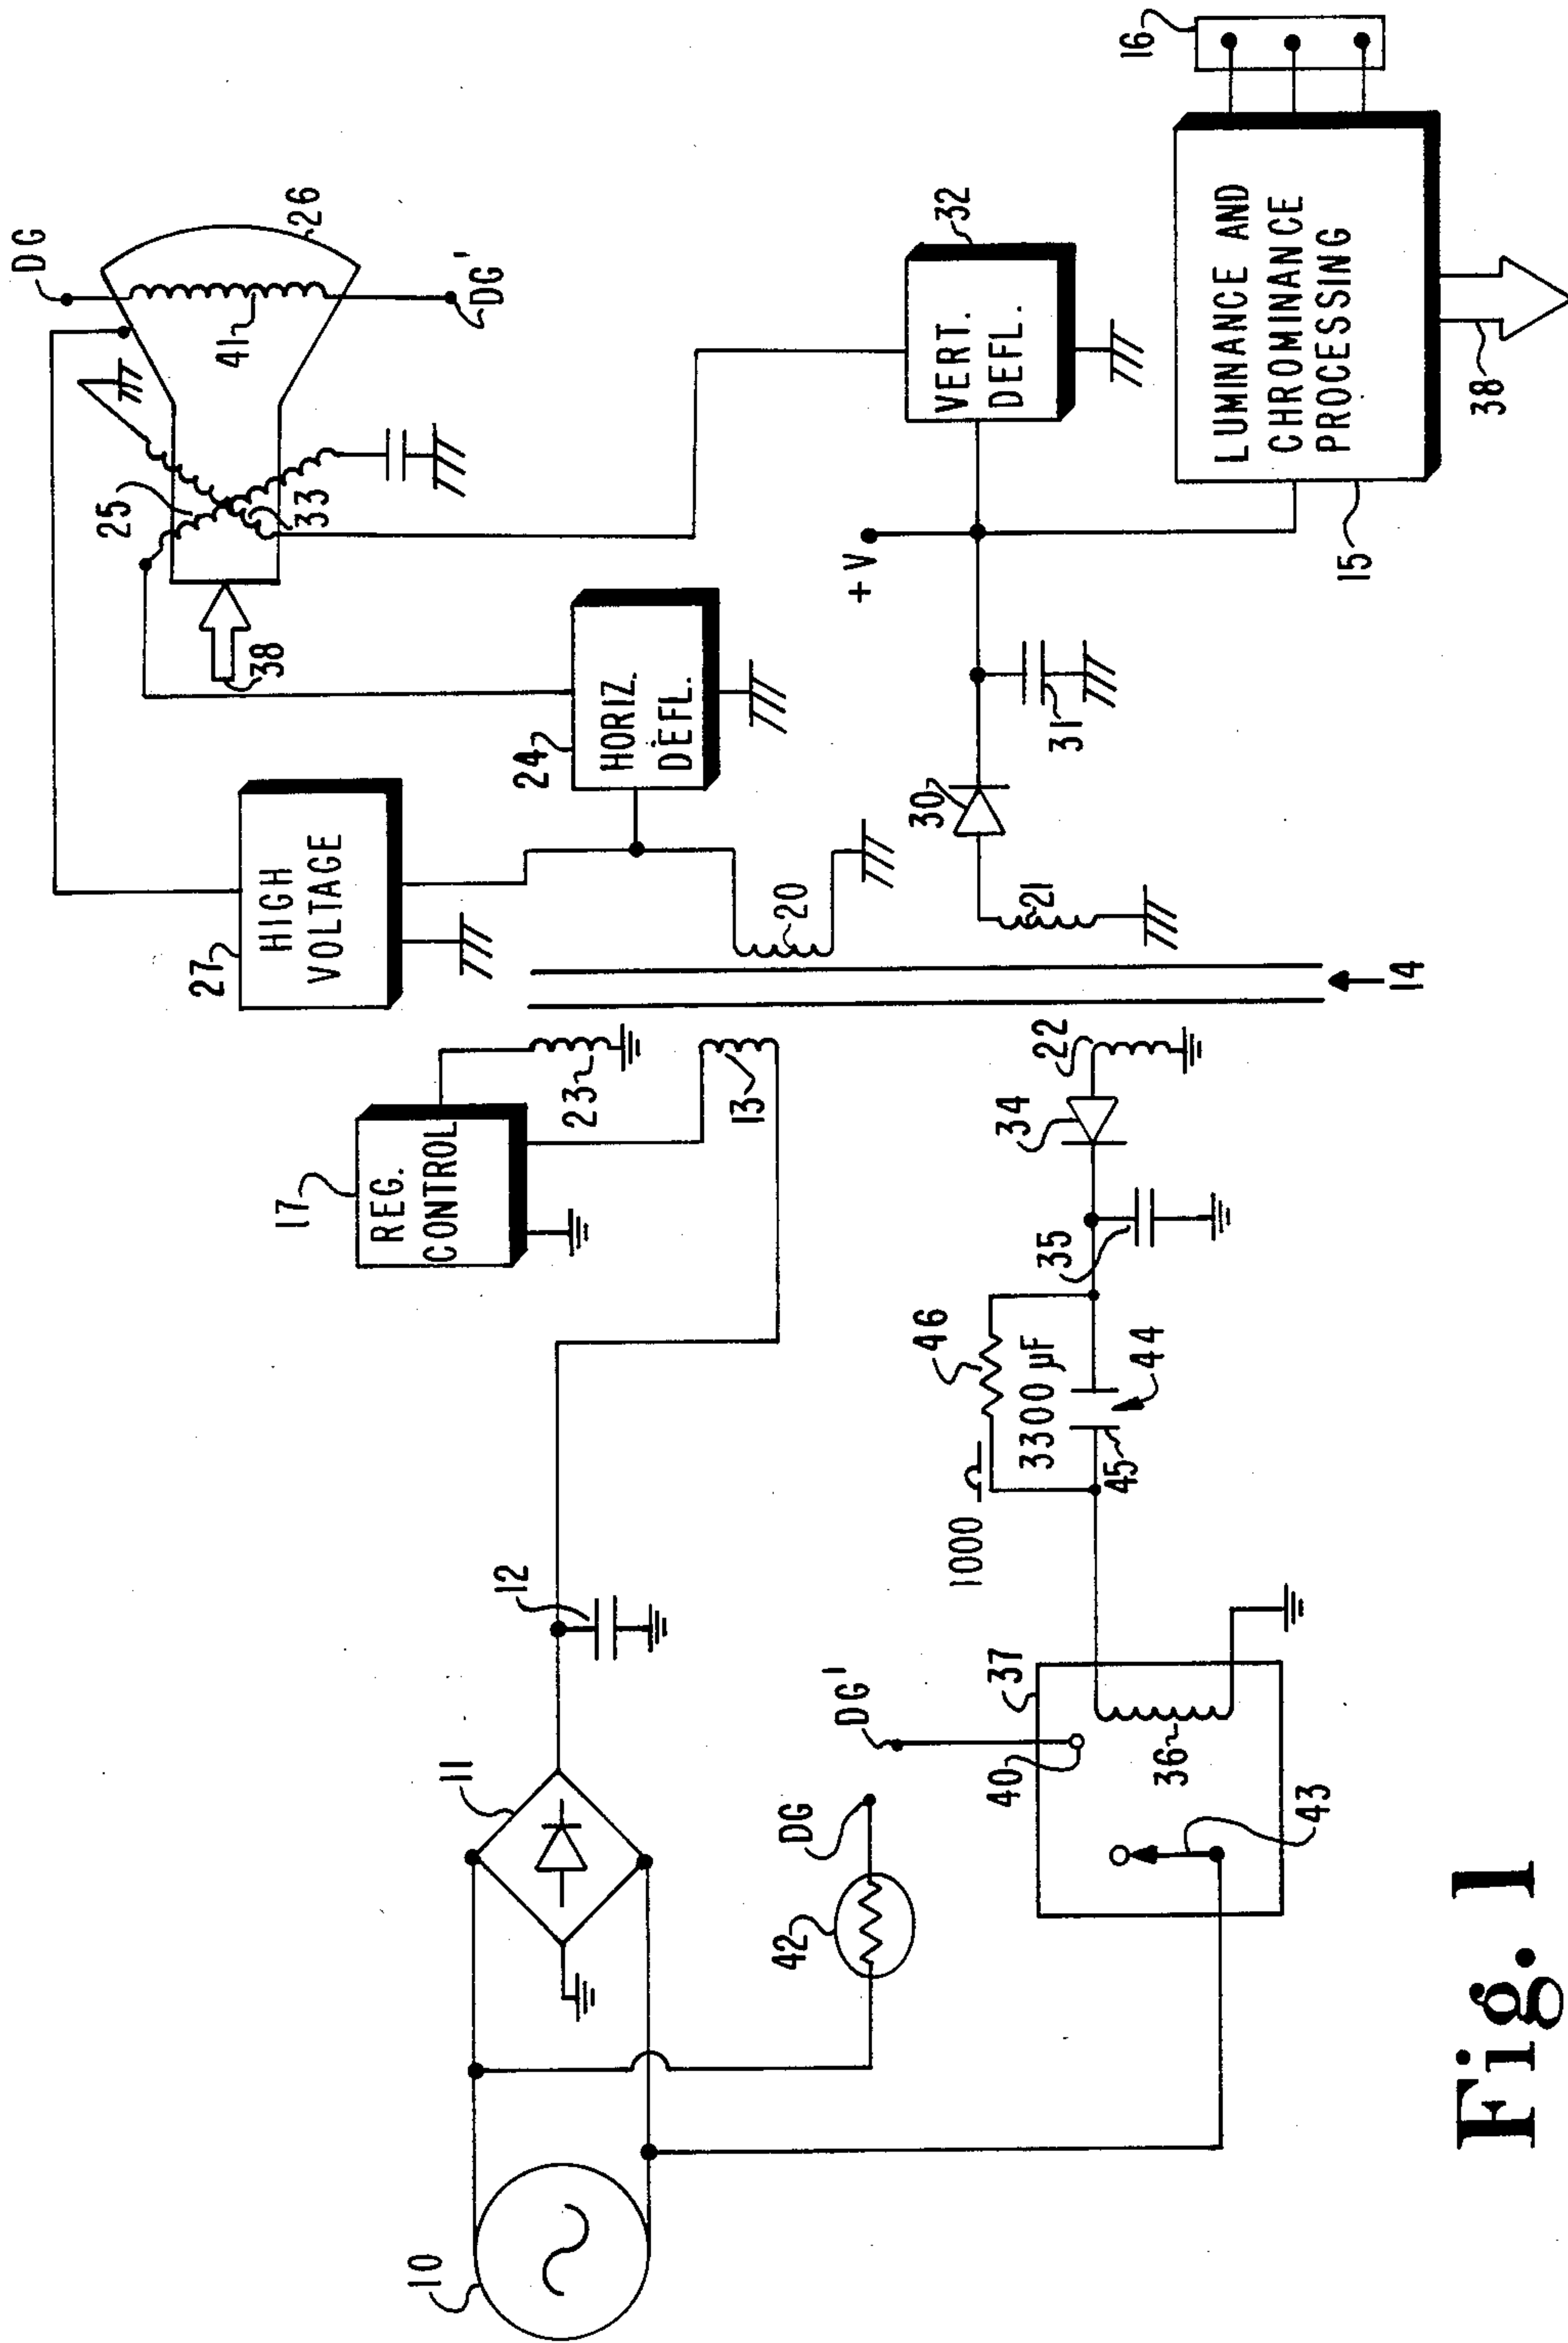 DG
26
41
DG'
25
33
38
27
HIGH
VOLTAGE
24
HORIZ.
DEFL.
20
+V
VERT.
DEFL.
32
16
LUMINANCE AND
CHROMINANCE
PROCESSING
15
38
30
31
21
14
17
REG.
CONTROL
23
13
22
34
35
46
3300 µF
44
45
1000 Ω
12
11
10
42
DG
DG'
37
40
36
43
Fig. 1